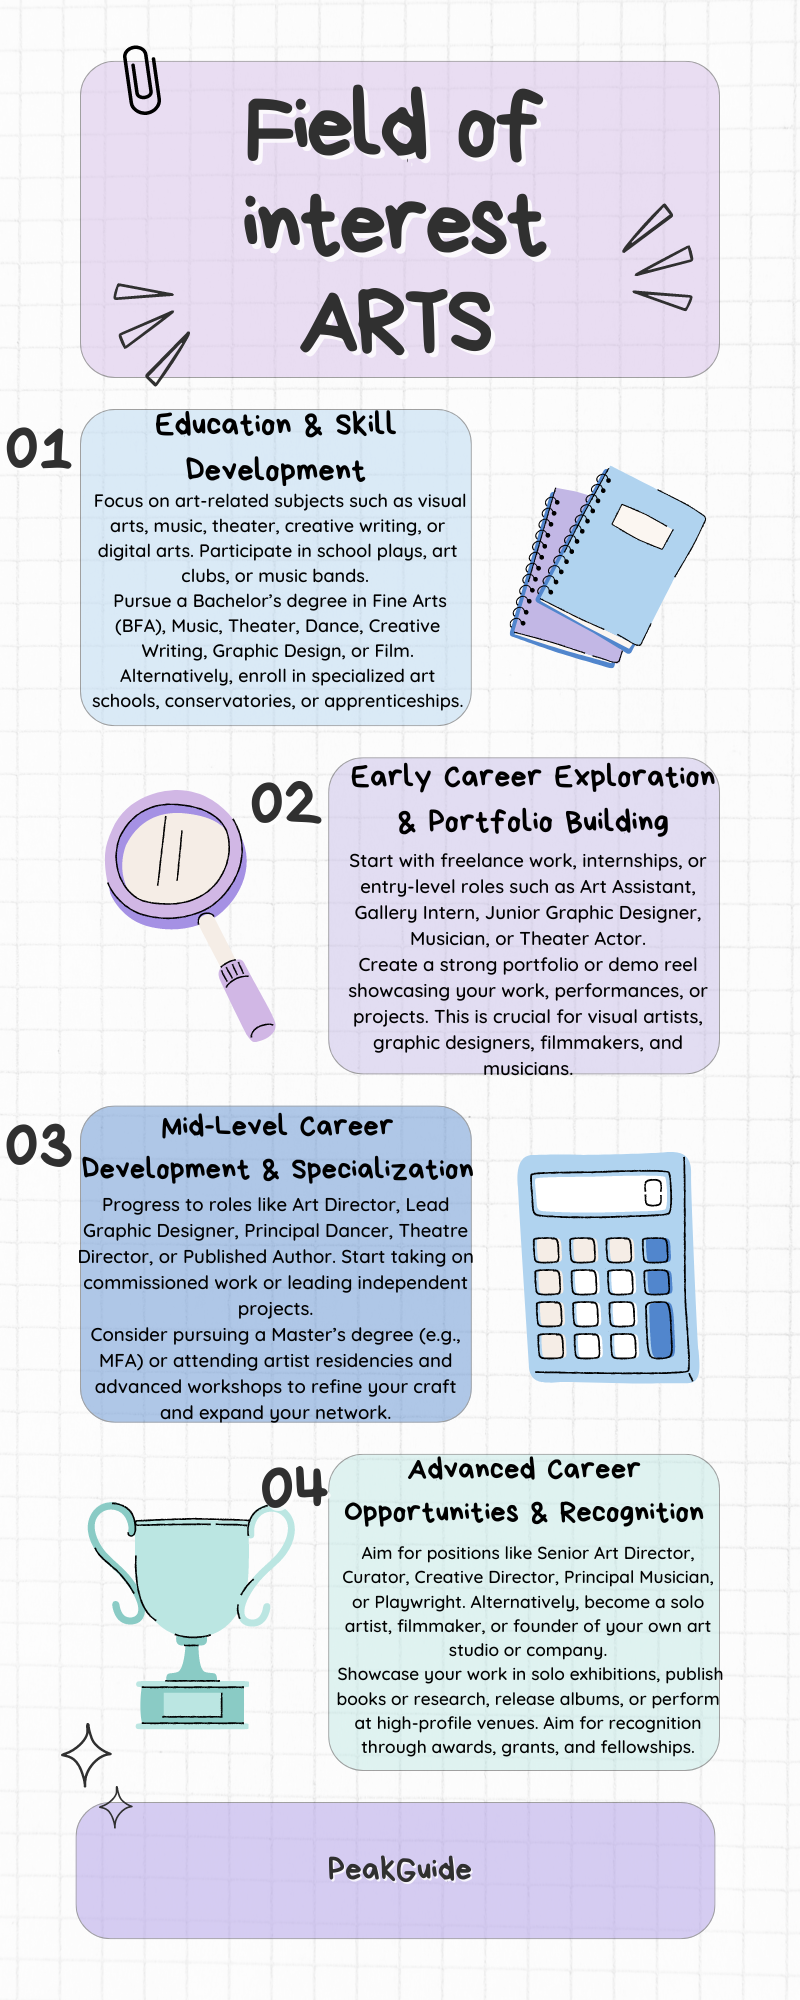 Field of
interest
ARTS
01
Education & Skill
Development
Focus on art-related subjects such as visual
arts, music, theater, creative writing, or
digital arts. Participate in school plays, art
clubs, or music bands.
Pursue a Bachelor's degree in Fine Arts
(BFA), Music, Theater, Dance, Creative
Writing, Graphic Design, or Film.
Alternatively, enroll in specialized art
schools, conservatories, or apprenticeships.
02
Early Career Exploration
& Portfolio Building
Start with freelance work, internships, or
entry-level roles such as Art Assistant,
Gallery Intern, Junior Graphic Designer,
Musician, or Theater Actor.
Create a strong portfolio or demo reel
showcasing your work, performances, or
projects. This is crucial for visual artists,
graphic designers, filmmakers, and
musicians.
03
Mid-Level Career
Development & Specialization
Progress to roles like Art Director, Lead
Graphic Designer, Principal Dancer, Theatre
Director, or Published Author. Start taking on
commissioned work or leading independent
projects.
Consider pursuing a Master's degree (e.g.,
MFA) or attending artist residencies and
advanced workshops to refine your craft
and expand your network.
0
04
Advanced Career
Opportunities & Recognition
Aim for positions like Senior Art Director,
Curator, Creative Director, Principal Musician,
or Playwright. Alternatively, become a solo
artist, filmmaker, or founder of your own art
studio or company.
Showcase your work in solo exhibitions, publish
books or research, release albums, or perform
at high-profile venues. Aim for recognition
through awards, grants, and fellowships.
PeakGuide